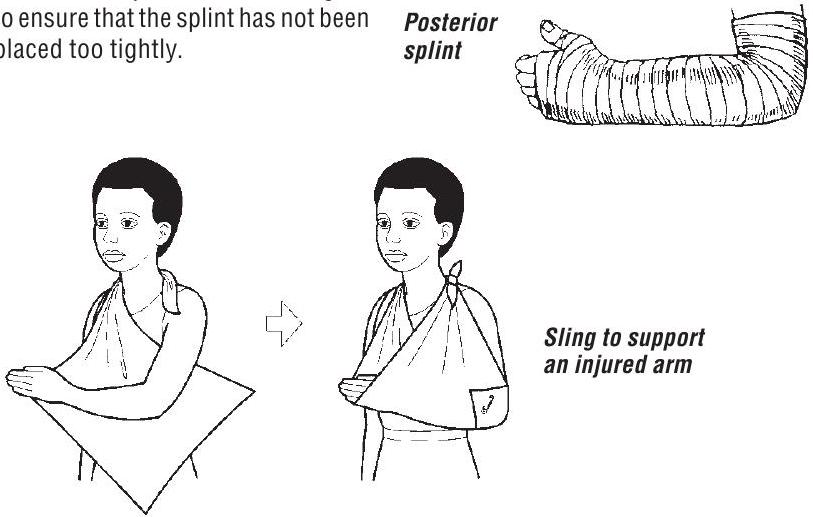 o ensure that the splint has not been
placed too tightly.
Posterior
splint
Sling to support
an injured arm